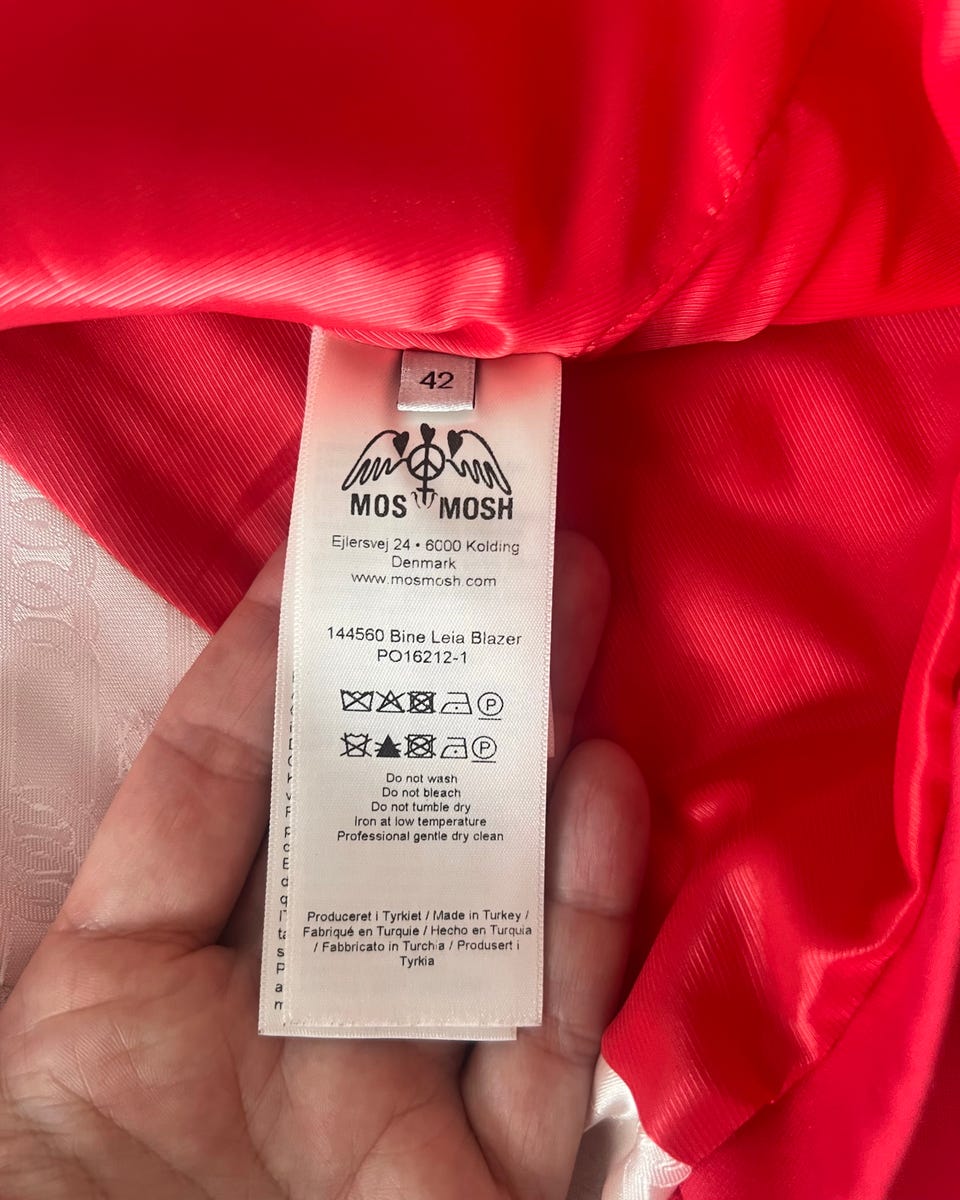 42
MOS MOSH
Ejlersvej 24 • 6000 Kolding
Denmark
www.mosmosh.com
144560 Bine Leia Blazer
PO16212-1
P
P
Do not wash
Do not bleach
Do not tumble dry
Iron at low temperature
Professional gentle dry clean
Produceret i Tyrkiet / Made in Turkey /
Fabriqué en Turquie / Hecho en Turquia
/ Fabbricato in Turchia / Produsert i
Tyrkia